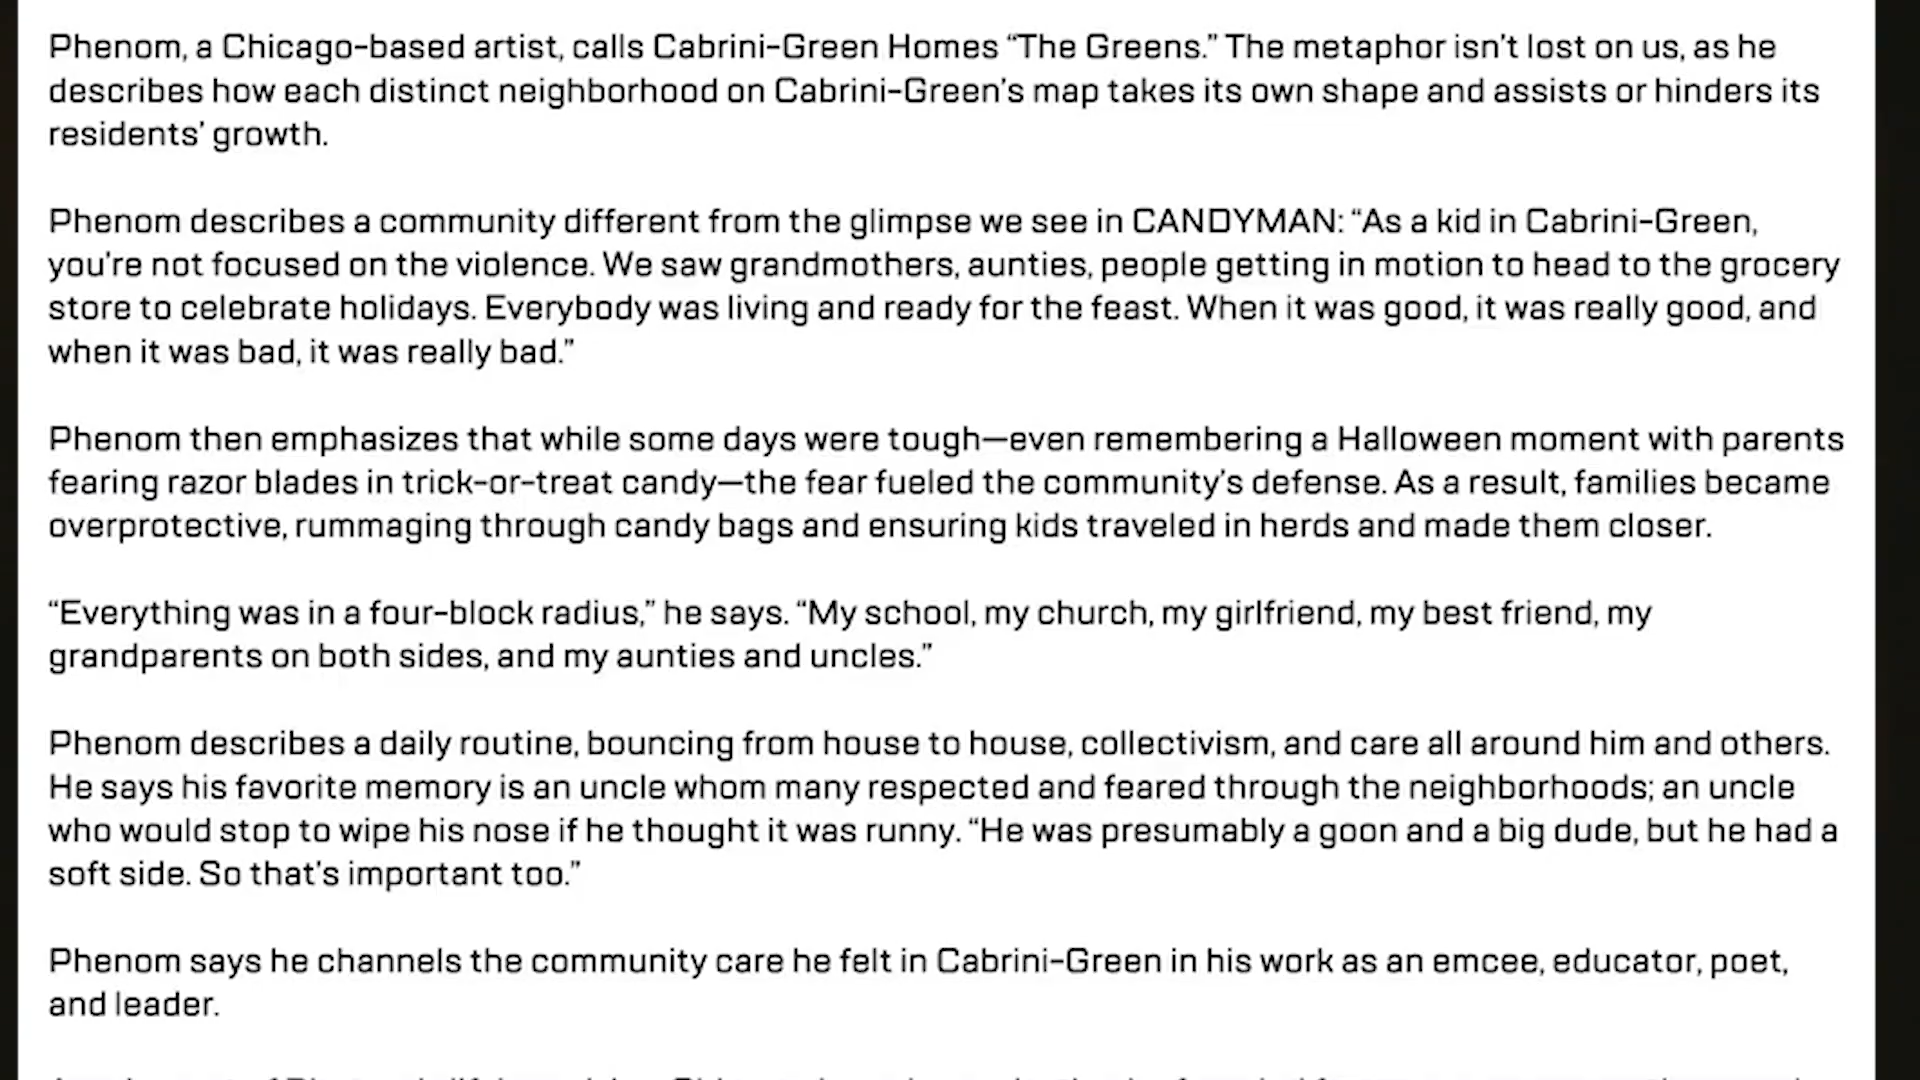 Phenom, a Chicago-based artist, calls Cabrini-Green Homes “The Greens.” The metaphor isn’t lost on us, as he
describes how each distinct neighborhood on Cabrini-Green’s map takes its own shape and assists or hinders its
residents’ growth.
Phenom describes a community different from the glimpse we see in CANDYMAN: “As a kid in Cabrini-Green,
you’re not focused on the violence. We saw grandmothers, aunties, people getting in motion to head to the grocery
store to celebrate holidays. Everybody was living and ready for the feast. When it was good, it was really good, and
when it was bad, it was really bad.”
Phenom then emphasizes that while some days were tough—even remembering a Halloween moment with parents
fearing razor blades in trick-or-treat candy—the fear fueled the community’s defense. As a result, families became
overprotective, rummaging through candy bags and ensuring kids traveled in herds and made them closer.
“Everything was in a four-block radius,” he says. “My school, my church, my girlfriend, my best friend, my
grandparents on both sides, and my aunties and uncles.”
Phenom describes a daily routine, bouncing from house to house, collectivism, and care all around him and others.
He says his favorite memory is an uncle whom many respected and feared through the neighborhoods; an uncle
who would stop to wipe his nose if he thought it was runny. “He was presumably a goon and a big dude, but he had a
soft side. So that’s important too.”
Phenom says he channels the community care he felt in Cabrini-Green in his work as an emcee, educator, poet,
and leader.